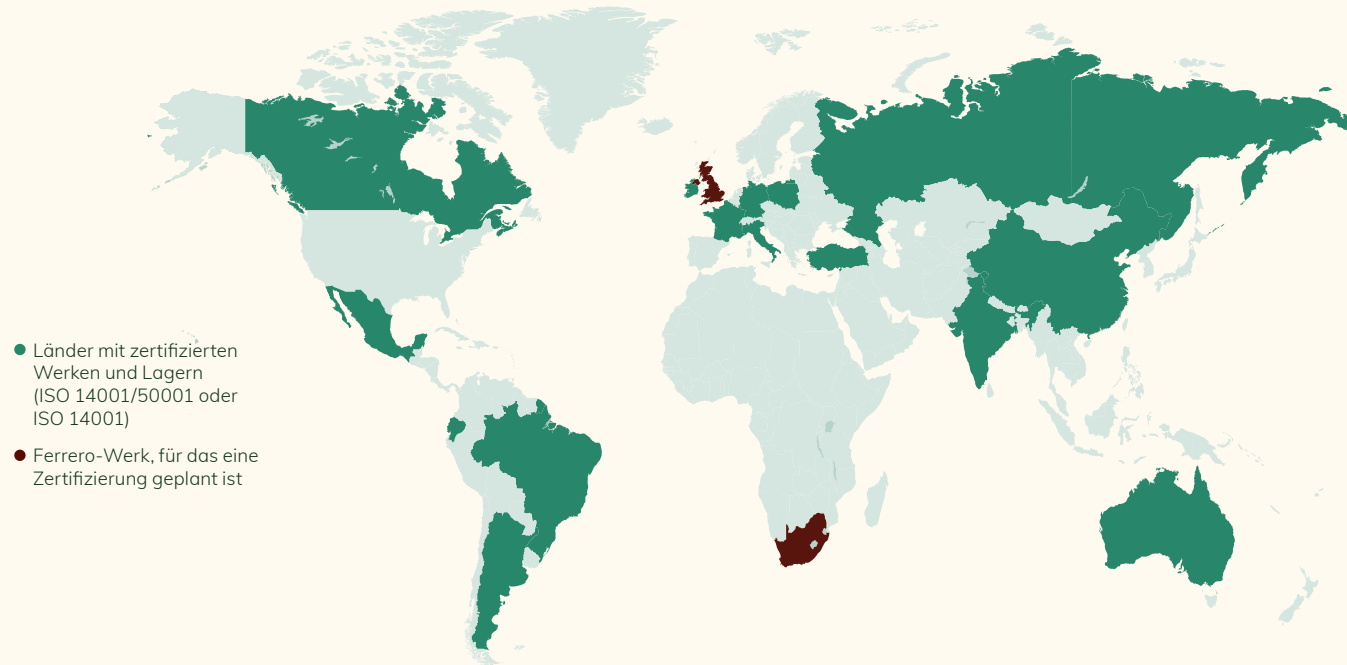 Länder mit zertifizierten
Werken und Lagern
(ISO 14001/50001 oder
ISO 14001)
Ferrero-Werk, für das eine
Zertifizierung geplant ist